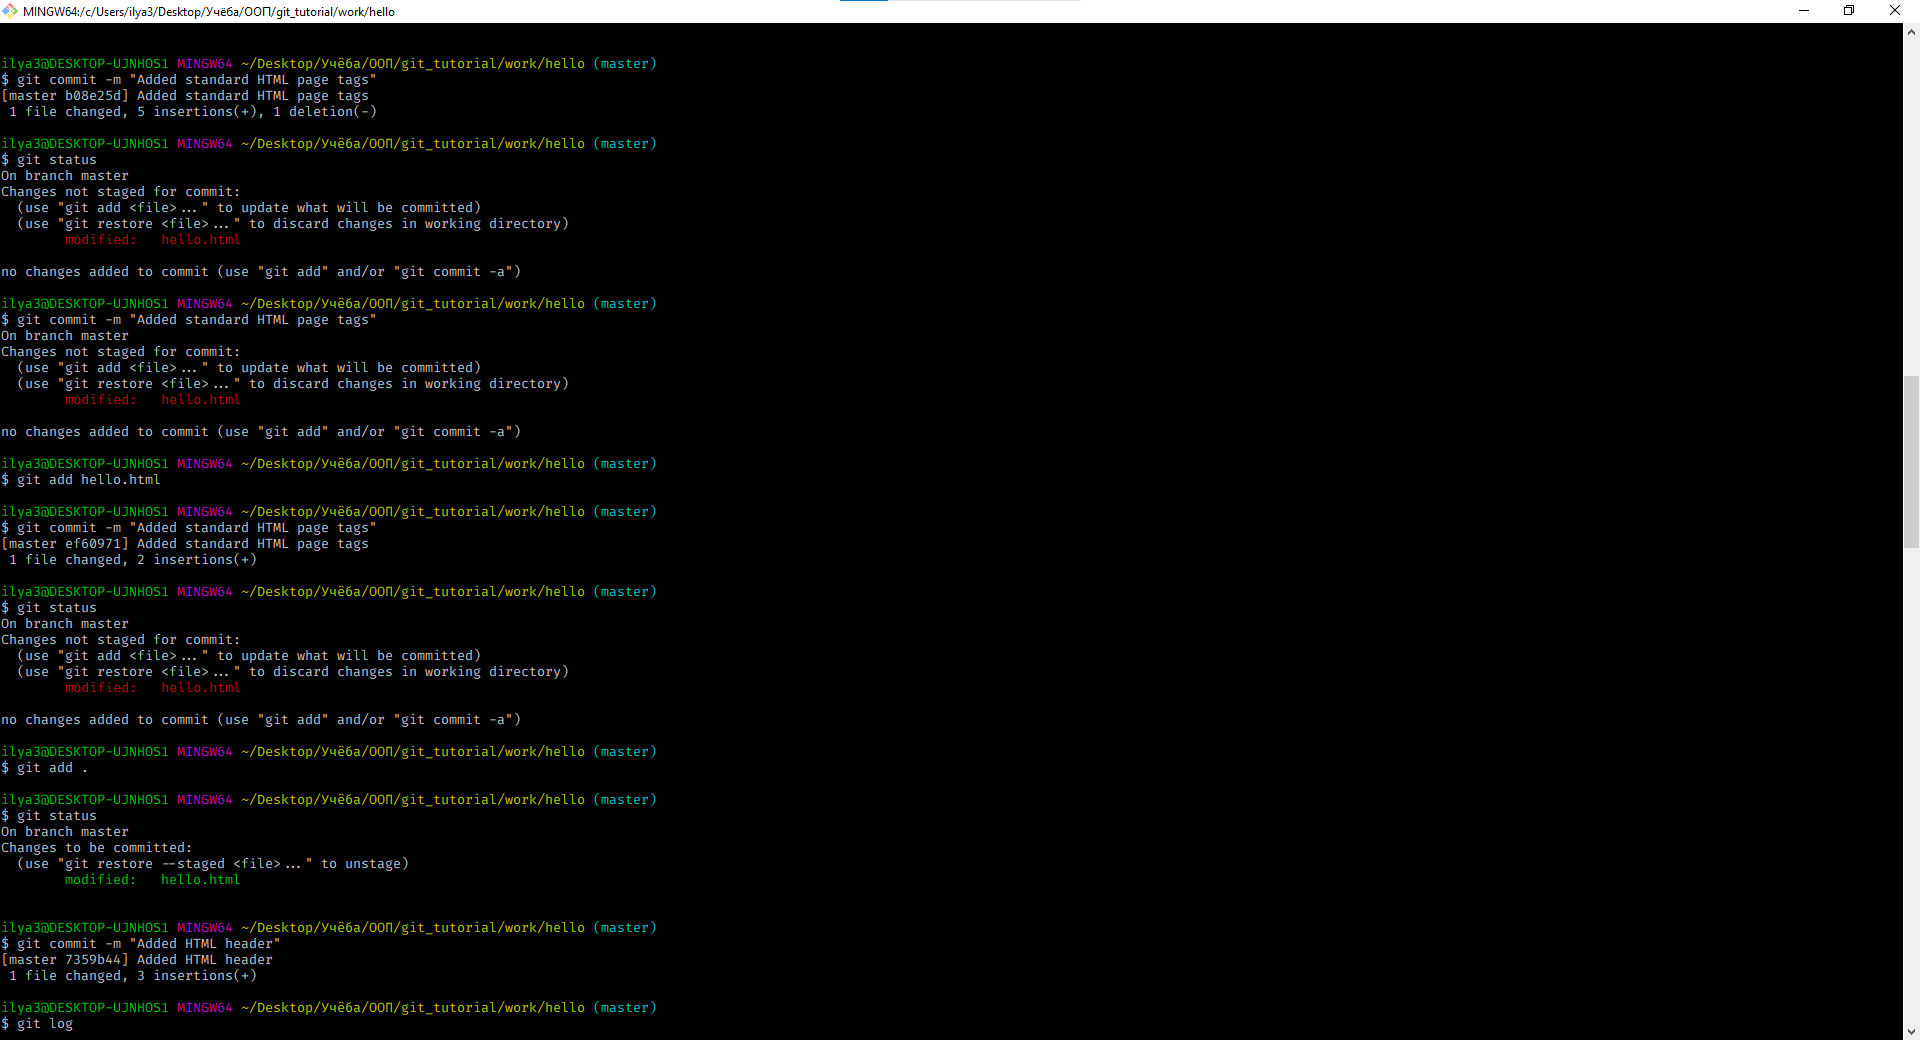 MINGW64:/c/Users/ilya3/Desktop/Учёба/ООП/git_tutorial/work/hello
ilya3@DESKTOP-UJNHOS1 MINGW64 ~/Desktop/Учёба/ООП/git_tutorial/work/hello (master)
$ git commit -m "Added standard HTML page tags"
[master b08e25d] Added standard HTML page tags
 1 file changed, 5 insertions(+), 1 deletion(-)
ilya3@DESKTOP-UJNHOS1 MINGW64 ~/Desktop/Учёба/ООП/git_tutorial/work/hello (master)
$ git status
On branch master
Changes not staged for commit:
  (use "git add <file>..." to update what will be committed)
  (use "git restore <file>..." to discard changes in working directory)
        modified:   hello.html
no changes added to commit (use "git add" and/or "git commit -a")
ilya3@DESKTOP-UJNHOS1 MINGW64 ~/Desktop/Учёба/ООП/git_tutorial/work/hello (master)
$ git commit -m "Added standard HTML page tags"
On branch master
Changes not staged for commit:
  (use "git add <file>..." to update what will be committed)
  (use "git restore <file>..." to discard changes in working directory)
        modified:   hello.html
no changes added to commit (use "git add" and/or "git commit -a")
ilya3@DESKTOP-UJNHOS1 MINGW64 ~/Desktop/Учёба/ООП/git_tutorial/work/hello (master)
$ git add hello.html
ilya3@DESKTOP-UJNHOS1 MINGW64 ~/Desktop/Учёба/ООП/git_tutorial/work/hello (master)
$ git commit -m "Added standard HTML page tags"
[master ef60971] Added standard HTML page tags
 1 file changed, 2 insertions(+)
ilya3@DESKTOP-UJNHOS1 MINGW64 ~/Desktop/Учёба/ООП/git_tutorial/work/hello (master)
$ git status
On branch master
Changes not staged for commit:
  (use "git add <file>..." to update what will be committed)
  (use "git restore <file>..." to discard changes in working directory)
        modified:   hello.html
no changes added to commit (use "git add" and/or "git commit -a")
ilya3@DESKTOP-UJNHOS1 MINGW64 ~/Desktop/Учёба/ООП/git_tutorial/work/hello (master)
$ git add .
ilya3@DESKTOP-UJNHOS1 MINGW64 ~/Desktop/Учёба/ООП/git_tutorial/work/hello (master)
$ git status
On branch master
Changes to be committed:
  (use "git restore --staged <file>..." to unstage)
        modified:   hello.html
ilya3@DESKTOP-UJNHOS1 MINGW64 ~/Desktop/Учёба/ООП/git_tutorial/work/hello (master)
$ git commit -m "Added HTML header"
[master 7359b44] Added HTML header
 1 file changed, 3 insertions(+)
ilya3@DESKTOP-UJNHOS1 MINGW64 ~/Desktop/Учёба/ООП/git_tutorial/work/hello (master)
$ git log